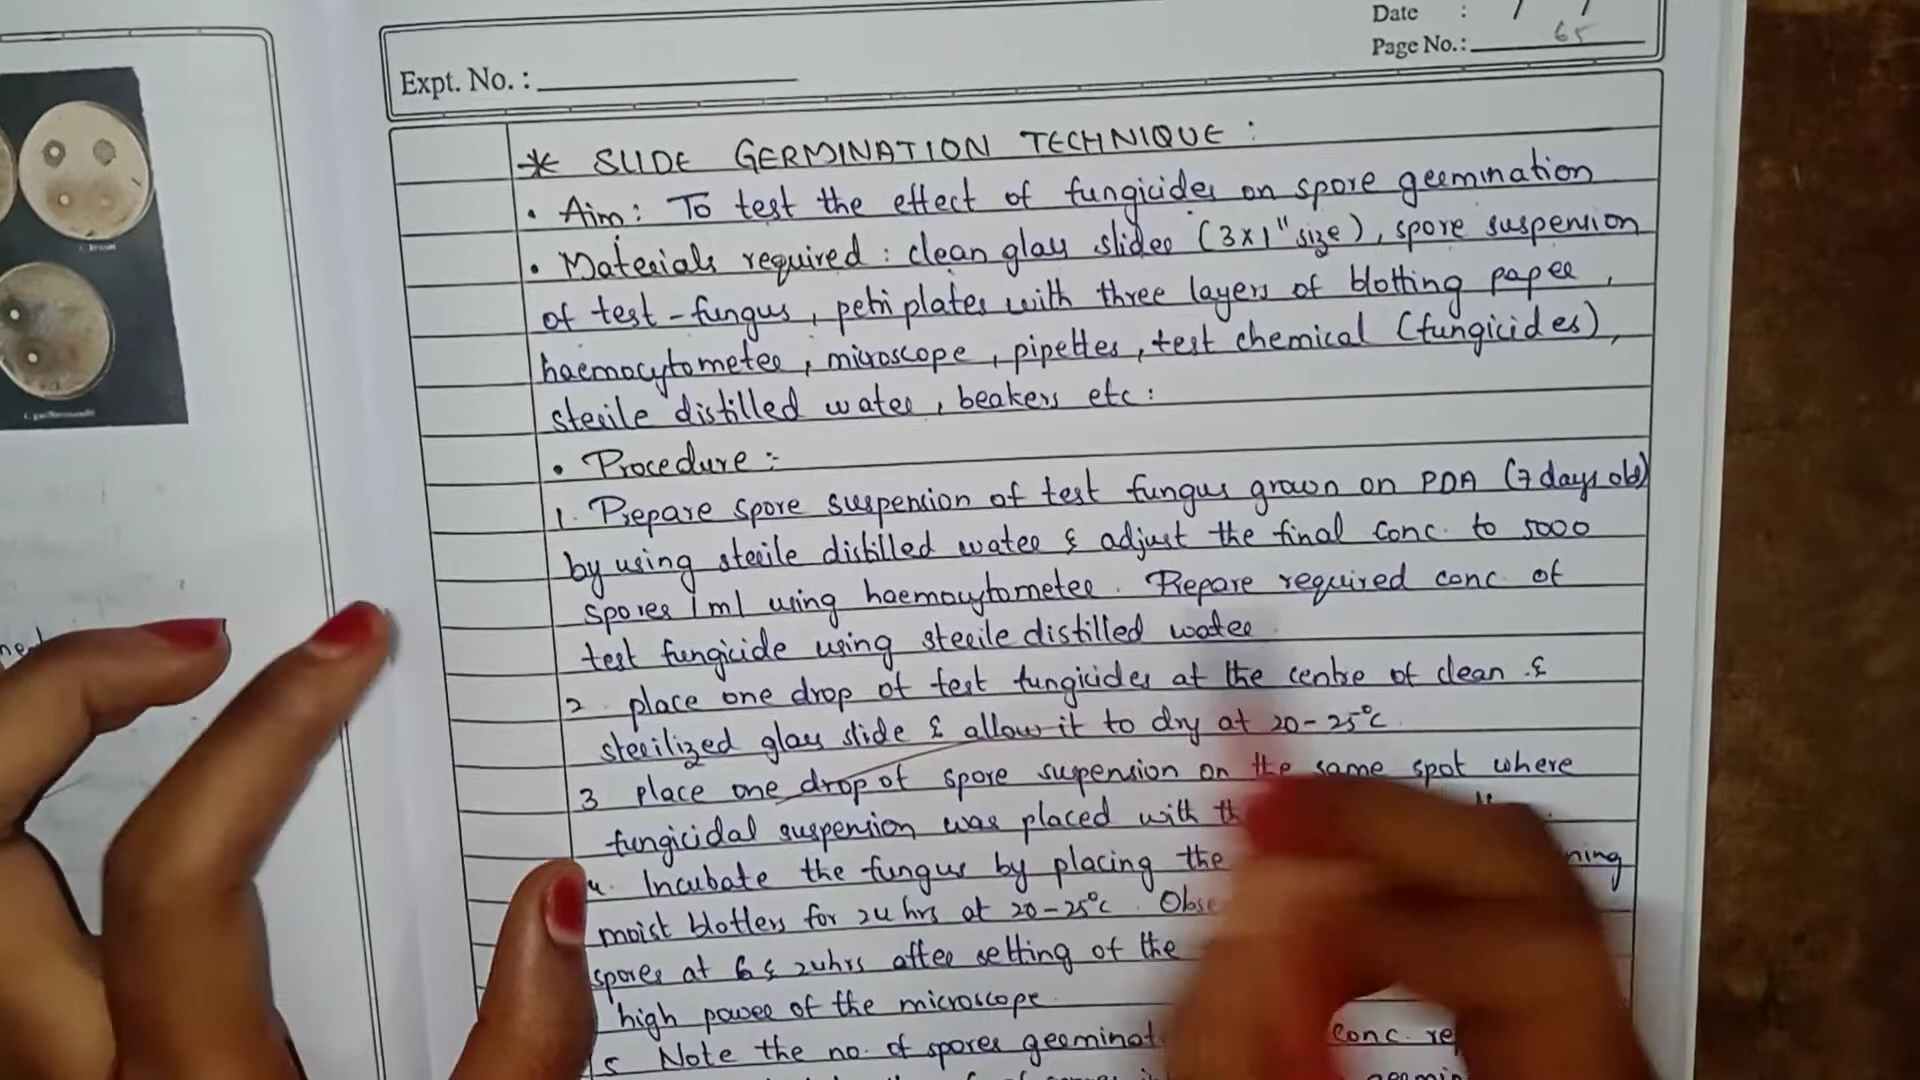 Date : / /
Page No.: 65
Expt. No. :
* SLIDE GERMINATION TECHNIQUE :
• Aim : To test the effect of fungicides on spore germination
• Materials required : clean glass slides (3x1" size), spore suspension
of test-fungus, petri plates with three layers of blotting paper,
haemocytometer, microscope, pipettes, test chemical (fungicides),
sterile distilled water, beakers etc :
• Procedure :-
1. Prepare spore suspension of test fungus grown on PDA (7 days old)
by using sterile distilled water & adjust the final conc. to 5000
spores / ml using haemocytometer. Prepare required conc. of
test fungicide using sterile distilled water.
2. place one drop of test fungicides at the centre of clean &
sterilized glass slide & allow it to dry at 20-25°c.
3 place one drop of spore supension on the same spot where
fungicidal suspension was placed with
4. Incubate the fungus by placing the
moist blotters for 24 hrs at 20-25°c.
spores at 6 & 24hrs after setting of the
high power of the microscope.
5 Note the no. of spores conc.